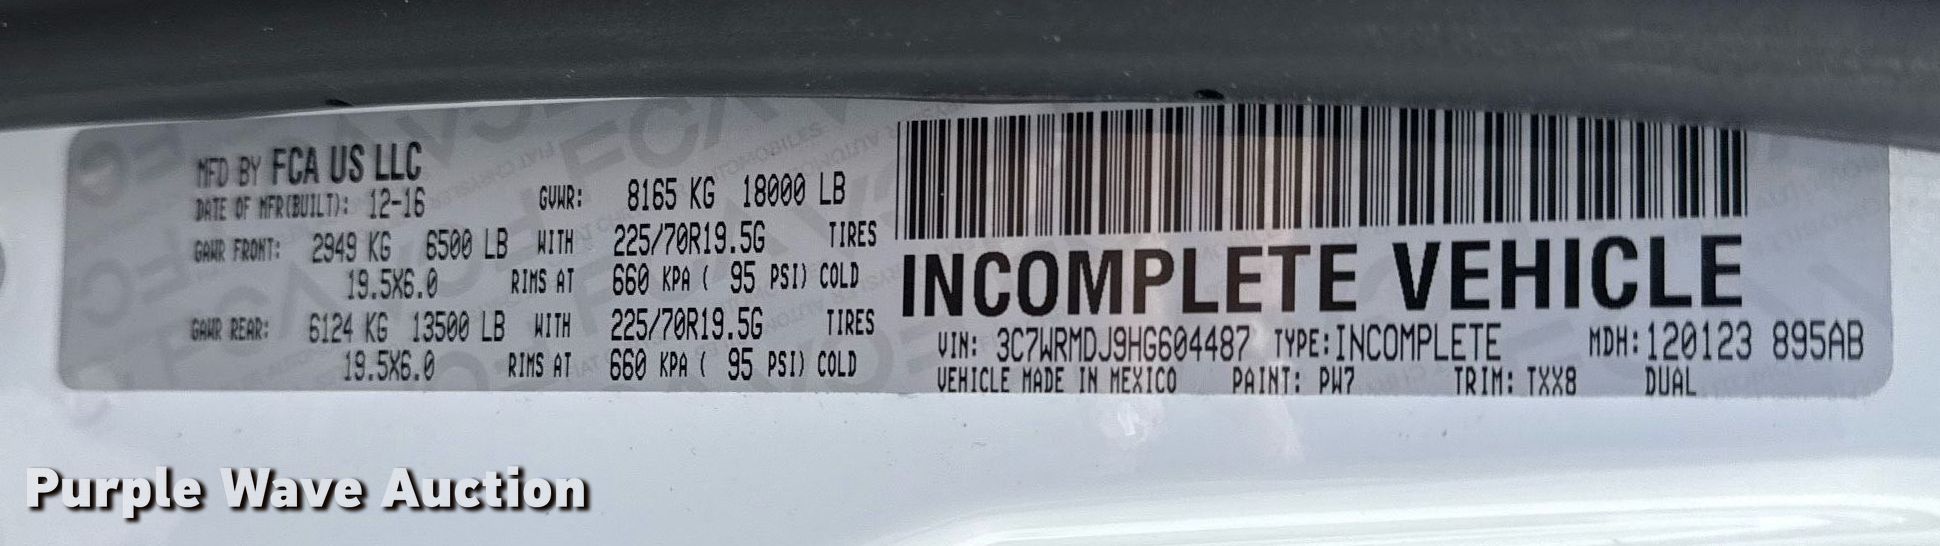 MFD BY FCA US LLC
DATE OF MFR(BUILT): 12-16 GVWR: 8165 KG 18000 LB
GAWR FRONT: 2949 KG 6500 LB WITH 225/70R19.5G TIRES
19.5X6.0 RIMS AT 660 KPA ( 95 PSI) COLD
GAWR REAR: 6124 KG 13500 LB WITH 225/70R19.5G TIRES
19.5X6.0 RIMS AT 660 KPA ( 95 PSI) COLD
INCOMPLETE VEHICLE
VIN: 3C7WRMDJ9HG604487 TYPE: INCOMPLETE MDH: 120123 895AB
VEHICLE MADE IN MEXICO PAINT: PW7 TRIM: TXX8 DUAL
Purple Wave Auction